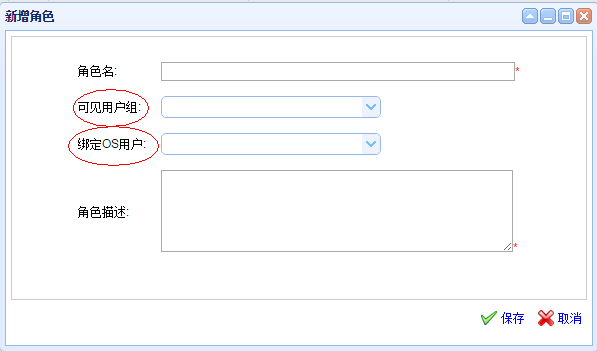 新增角色
角色名: *
可见用户组:
绑定OS用户:
角色描述: *
保存 取消